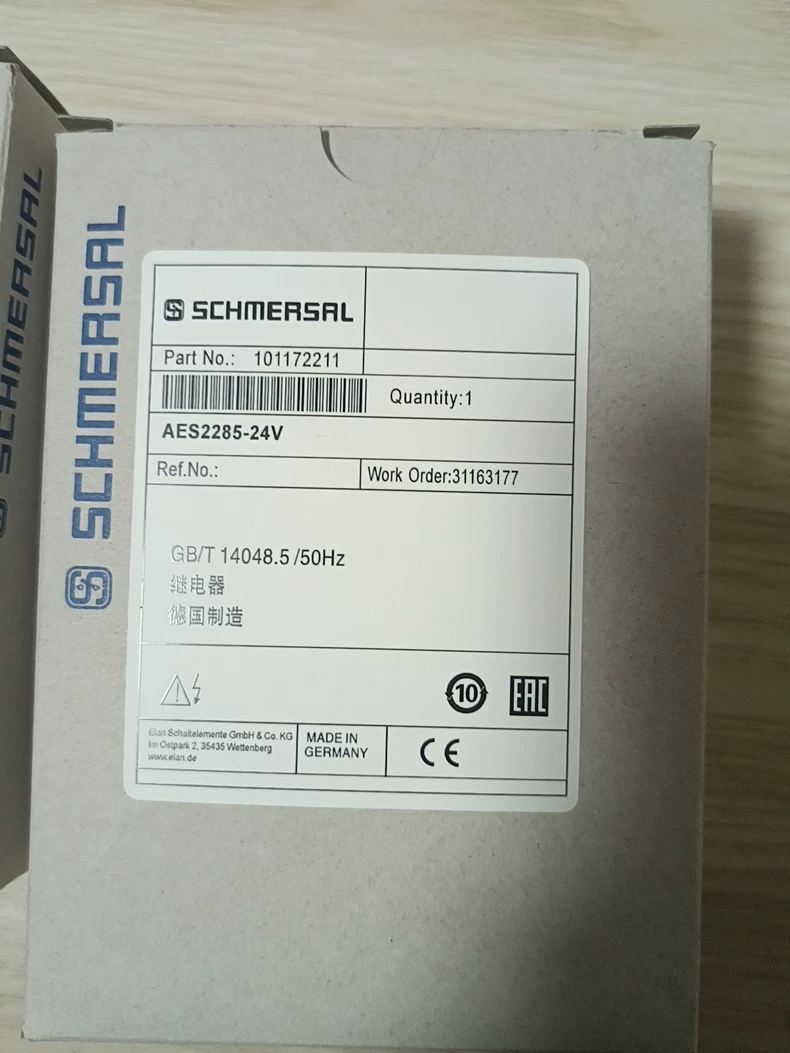 SCHMERSAL
SCHMERSAL
SCHMERSAL
Part No.: 101172211
Quantity:1
AES2285-24V
Ref.No.:
Work Order:31163177
GB/T 14048.5 /50Hz
继电器
德国制造
10
EAC
Elan Schaltelemente GmbH & Co. KG
Im Ostpark 2, 35435 Wettenberg
www.elan.de
MADE IN
GERMANY
CE